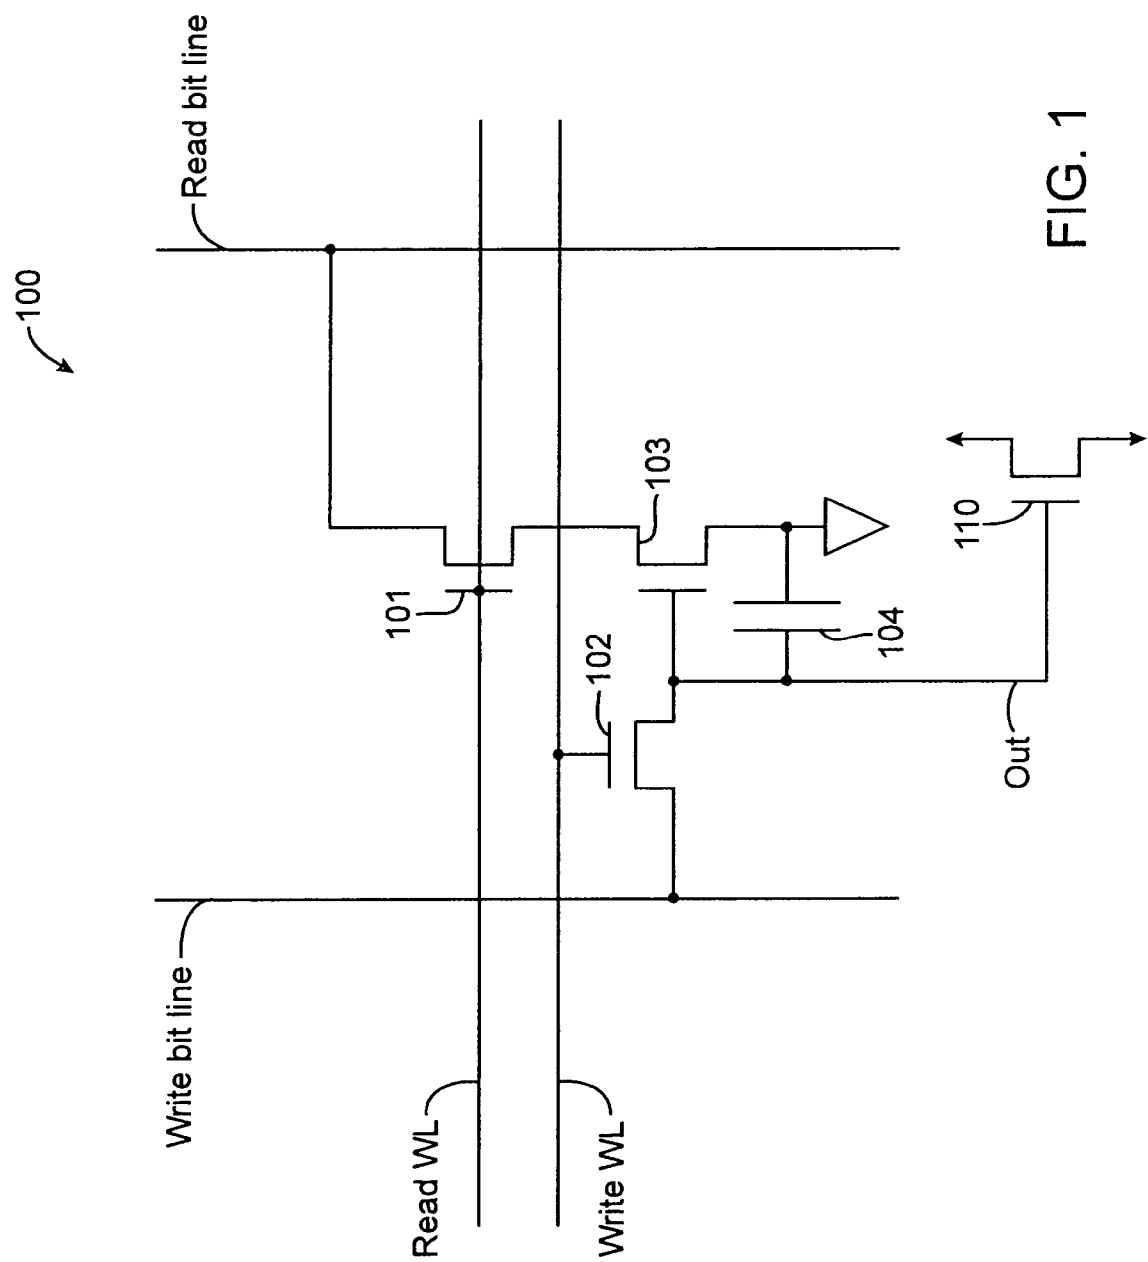 100
Write bit line
Read bit line
Read WL
Write WL
101
102
103
104
Out
110
FIG. 1